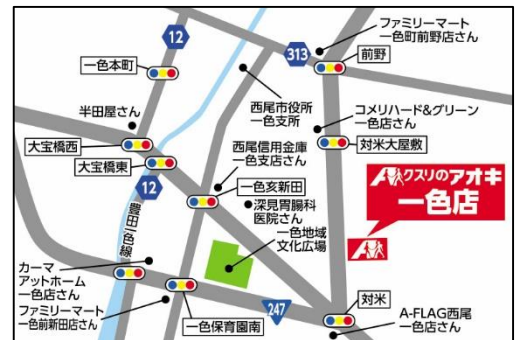 12
313
ファミリーマート
一色町前野店さん
前野
一色本町
西尾市役所
一色支所
半田屋さん
コメリハード&グリーン
一色店さん
大宝橋西
西尾信用金庫
一色支店さん
対米大屋敷
大宝橋東
12
一色亥新田
クスリのアオキ
一色店
深見胃腸科
医院さん
豊田一色線
一色地域
文化広場
カーマ
アットホーム
一色店さん
247
対米
ファミリーマート
一色前新田店さん
一色保育園南
A-FLAG西尾
一色店さん